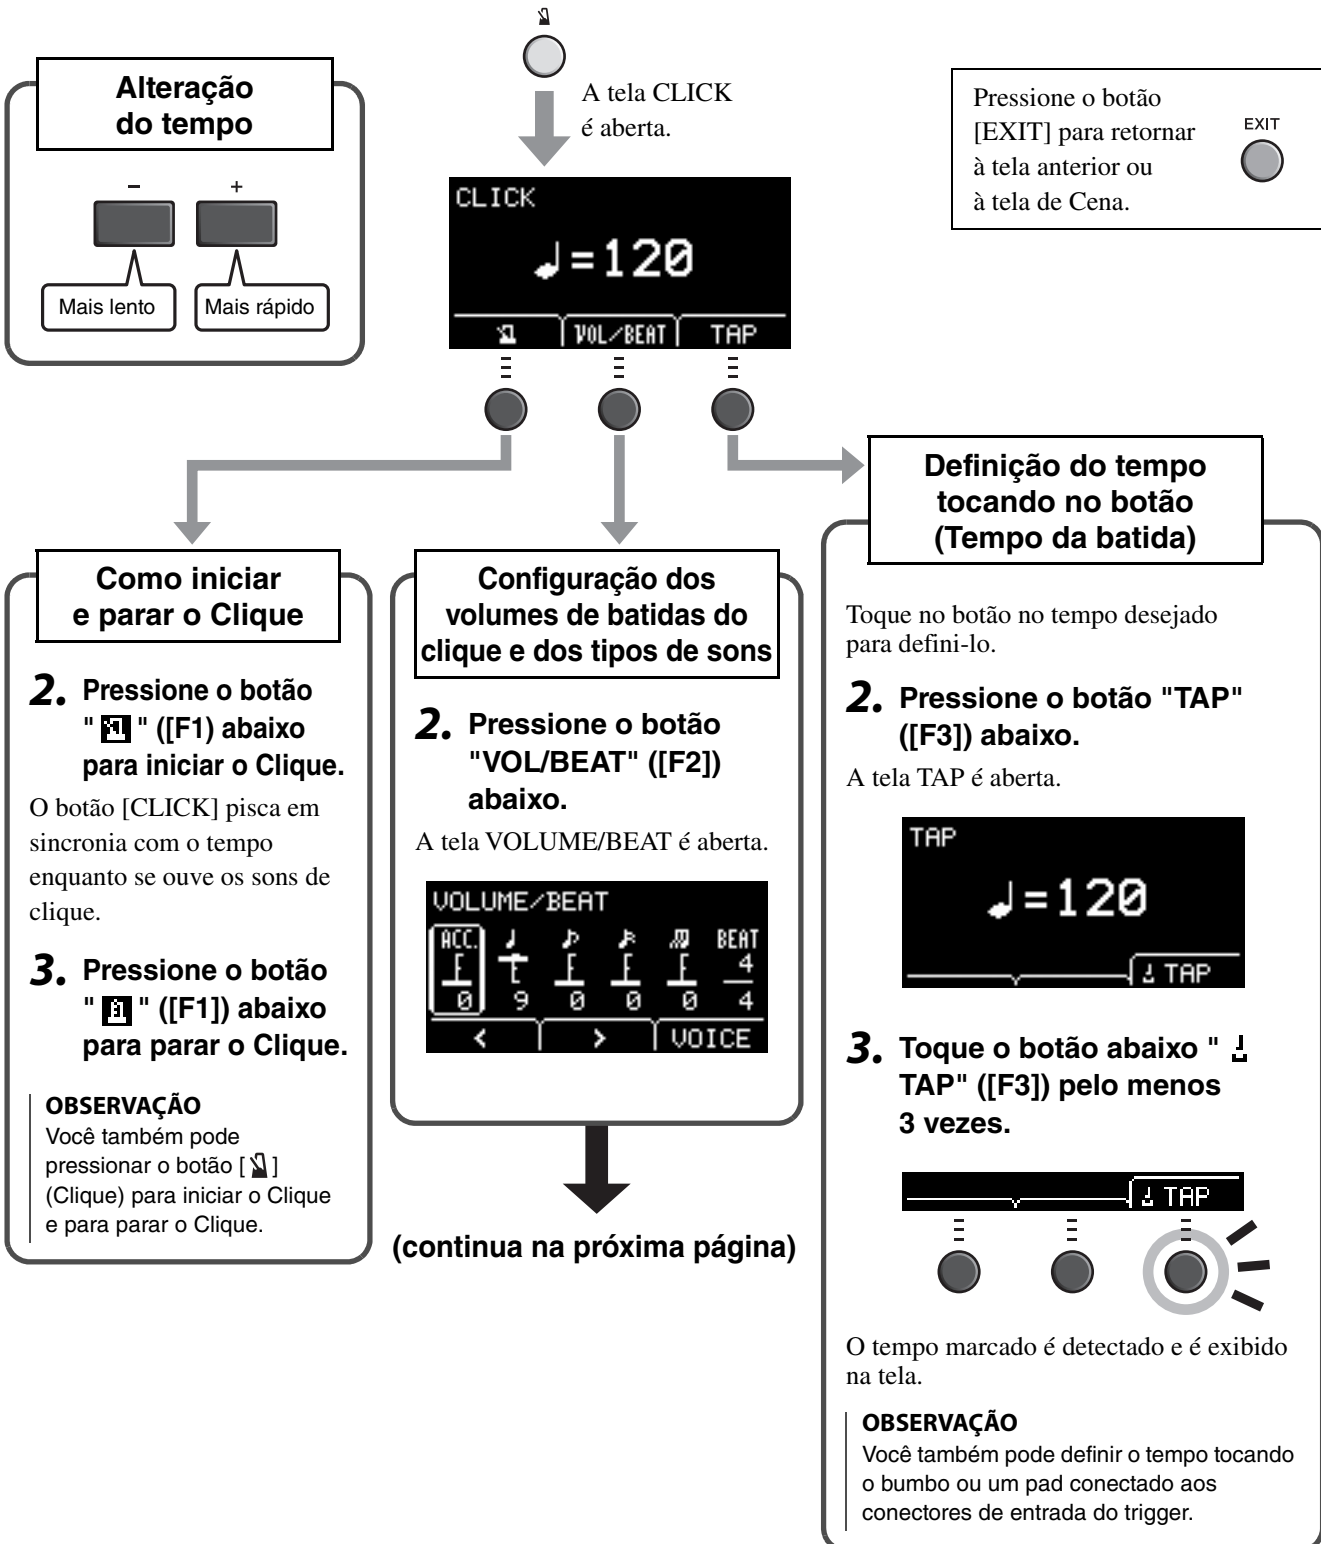 A tela CLICK
é aberta.
Alteração
do tempo
- +
Mais lento Mais rápido
Pressione o botão
[EXIT] para retornar
à tela anterior ou
à tela de Cena.
EXIT
CLICK
♩=120
VOL/BEAT TAP
Como iniciar
e parar o Clique
2. Pressione o botão
" " ([F1) abaixo
para iniciar o Clique.
O botão [CLICK] pisca em
sincronia com o tempo
enquanto se ouve os sons de
clique.
3. Pressione o botão
" " ([F1]) abaixo
para parar o Clique.
OBSERVAÇÃO
Você também pode
pressionar o botão [ ]
(Clique) para iniciar o Clique
e para parar o Clique.
Configuração dos
volumes de batidas do
clique e dos tipos de sons
2. Pressione o botão
"VOL/BEAT" ([F2])
abaixo.
A tela VOLUME/BEAT é aberta.
VOLUME/BEAT
ACC. BEAT
4
0 9 0 0 0 4
< > VOICE
(continua na próxima página)
Definição do tempo
tocando no botão
(Tempo da batida)
Toque no botão no tempo desejado
para defini-lo.
2. Pressione o botão "TAP"
([F3]) abaixo.
A tela TAP é aberta.
TAP
♩=120
TAP
3. Toque o botão abaixo "
TAP" ([F3]) pelo menos
3 vezes.
TAP
O tempo marcado é detectado e é exibido
na tela.
OBSERVAÇÃO
Você também pode definir o tempo tocando
o bumbo ou um pad conectado aos
conectores de entrada do trigger.